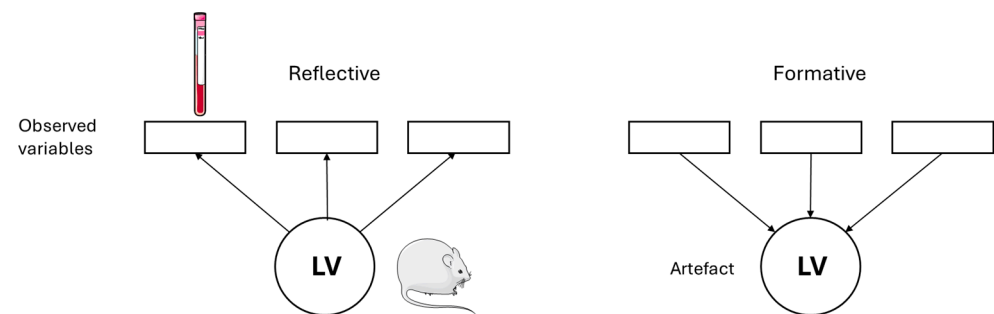 Reflective
Formative
Observed
variables
LV
Artefact
LV